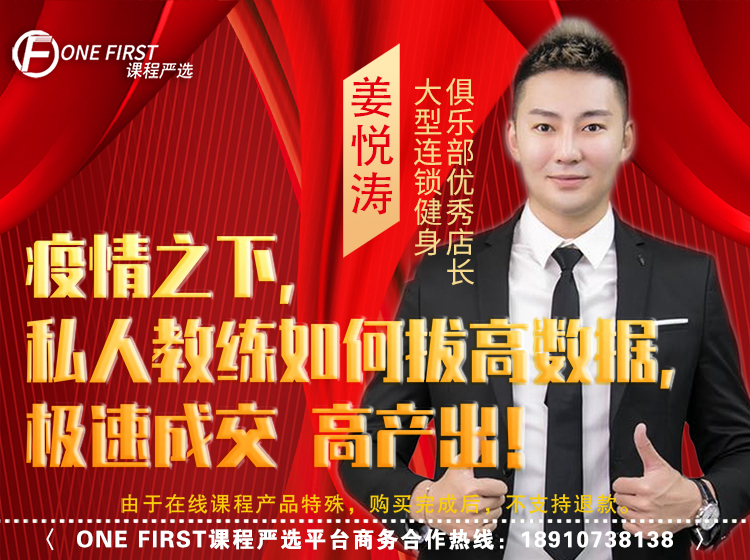 F ONE FIRST
课程严选
姜悦涛
俱乐部优秀店长
大型连锁健身
疫情之下,
私人教练如何拔高数据,
极速成交 高产出!
由于在线课程产品特殊，购买完成后，不支持退款。
〈 ONE FIRST课程严选平台商务合作热线：18910738138 〉